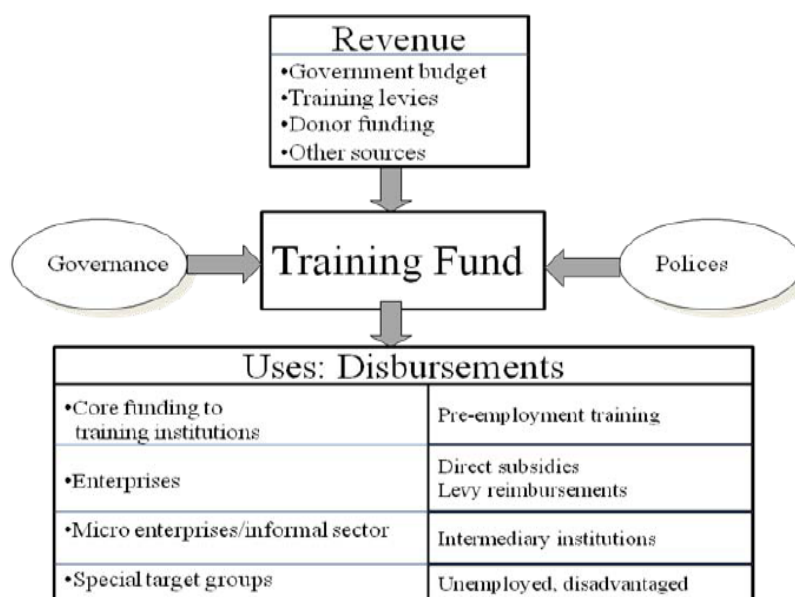 Revenue
•Government budget
•Training levies
•Donor funding
•Other sources
Governance
Training Fund
Polices
Uses: Disbursements
•Core funding to
training institutions
Pre-employment training
•Enterprises
Direct subsidies
Levy reimbursements
•Micro enterprises/informal sector
Intermediary institutions
•Special target groups
Unemployed, disadvantaged